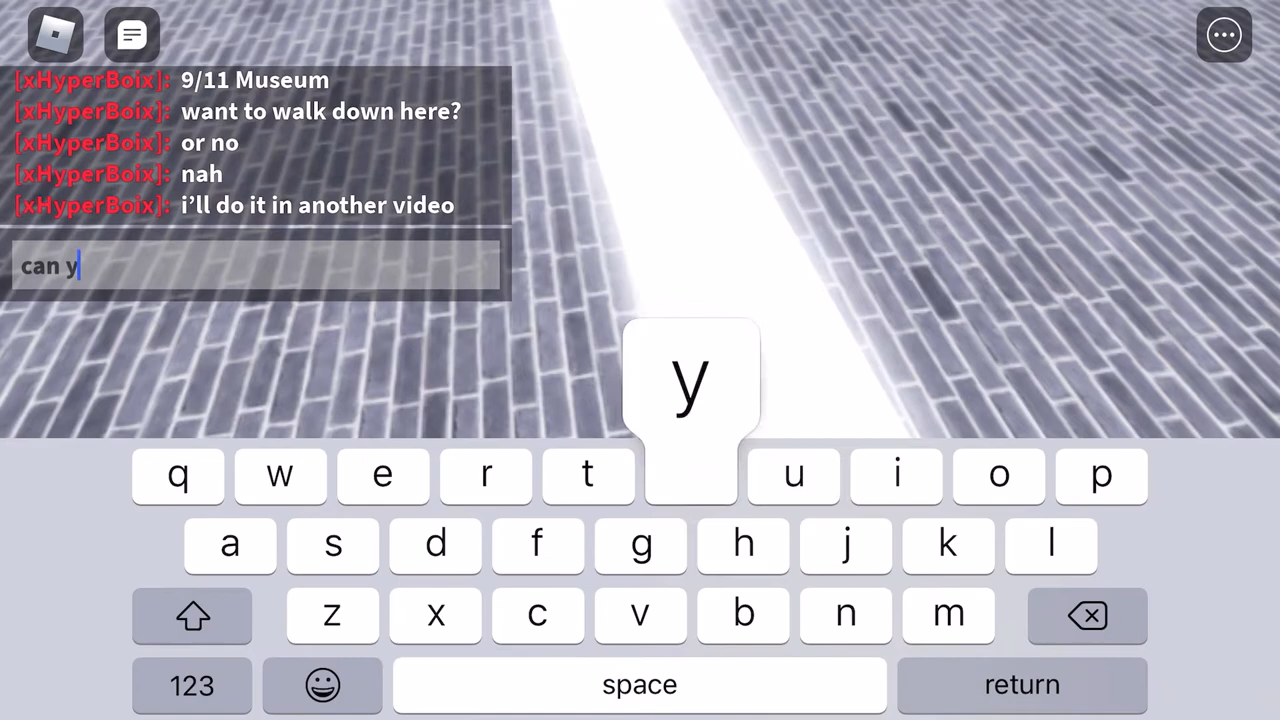 [xHyperBoix]: 9/11 Museum
[xHyperBoix]: want to walk down here?
[xHyperBoix]: or no
[xHyperBoix]: nah
[xHyperBoix]: i’ll do it in another video
can y
y
q w e r t u i o p
a s d f g h j k l
z x c v b n m
123 space return